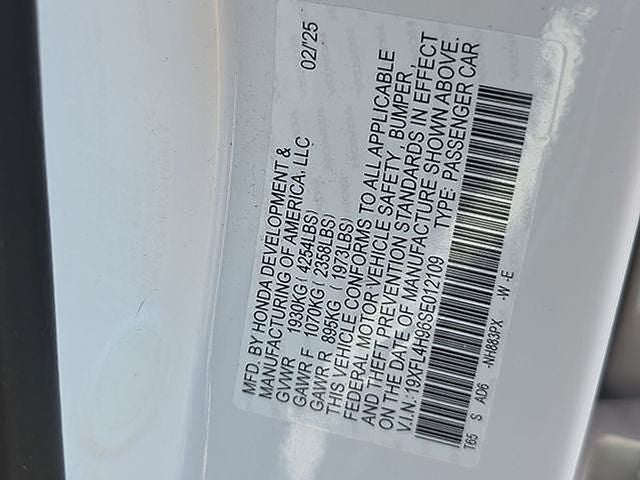 MFD. BY HONDA DEVELOPMENT & 02/'25
MANUFACTURING OF AMERICA, LLC
GVWR 1930KG ( 4254LBS)
GAWR F 1070KG ( 2358LBS)
GAWR R 895KG ( 1973LBS)
THIS VEHICLE CONFORMS TO ALL APPLICABLE
FEDERAL MOTOR VEHICLE SAFETY, BUMPER,
AND THEFT PREVENTION STANDARDS IN EFFECT
ON THE DATE OF MANUFACTURE SHOWN ABOVE.
V.I.N.: 19XFL4H96SE012109 TYPE: PASSENGER CAR
T65 S AD6 -NH883PX -W -E